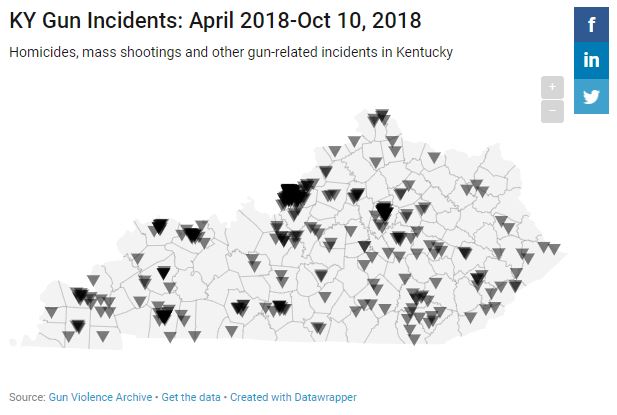 KY Gun Incidents: April 2018-Oct 10, 2018
Homicides, mass shootings and other gun-related incidents in Kentucky
f
in
+
−
Source: Gun Violence Archive • Get the data • Created with Datawrapper